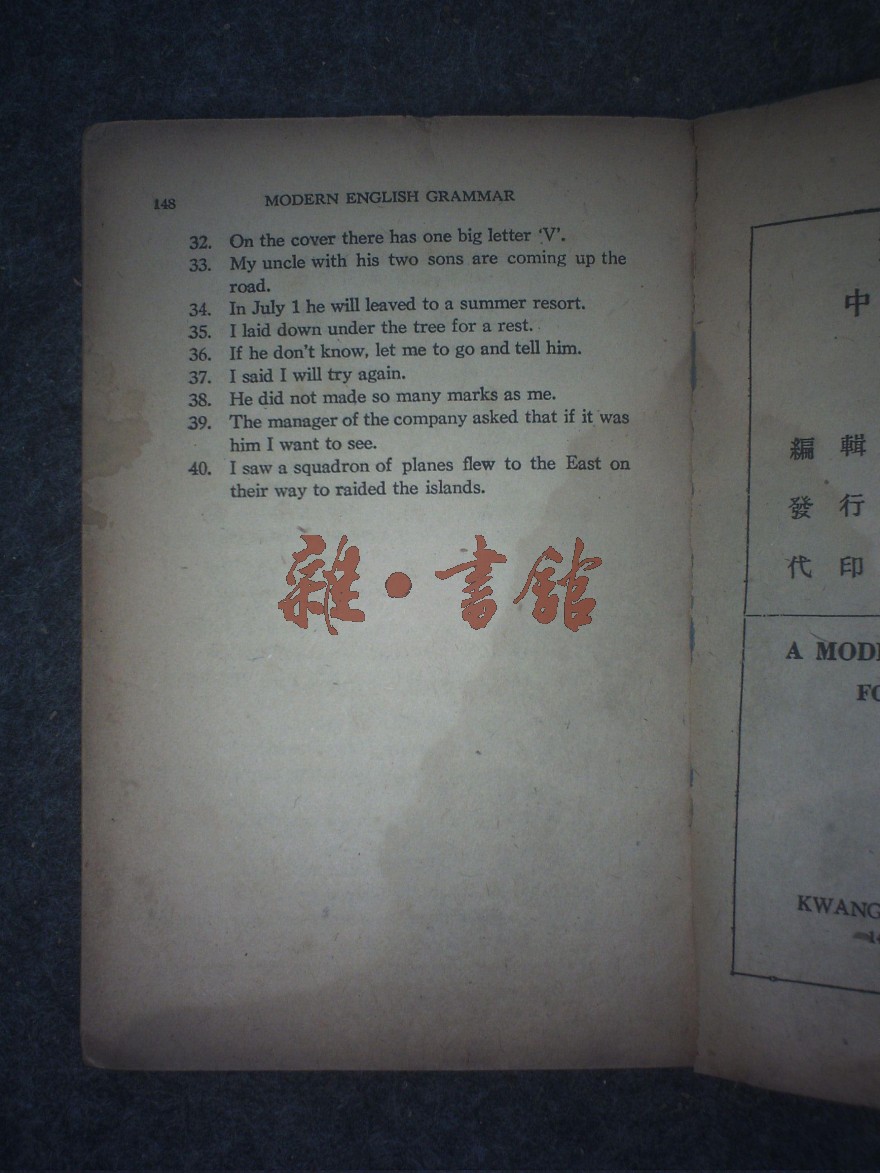 148 MODERN ENGLISH GRAMMAR
32. On the cover there has one big letter ‘V’.
33. My uncle with his two sons are coming up the
road.
34. In July 1 he will leaved to a summer resort.
35. I laid down under the tree for a rest.
36. If he don't know, let me to go and tell him.
37. I said I will try again.
38. He did not made so many marks as me.
39. The manager of the company asked that if it was
him I want to see.
40. I saw a squadron of planes flew to the East on
their way to raided the islands.
雜·書館
中
編輯
發行
代印
A MODE
FO
KWANG